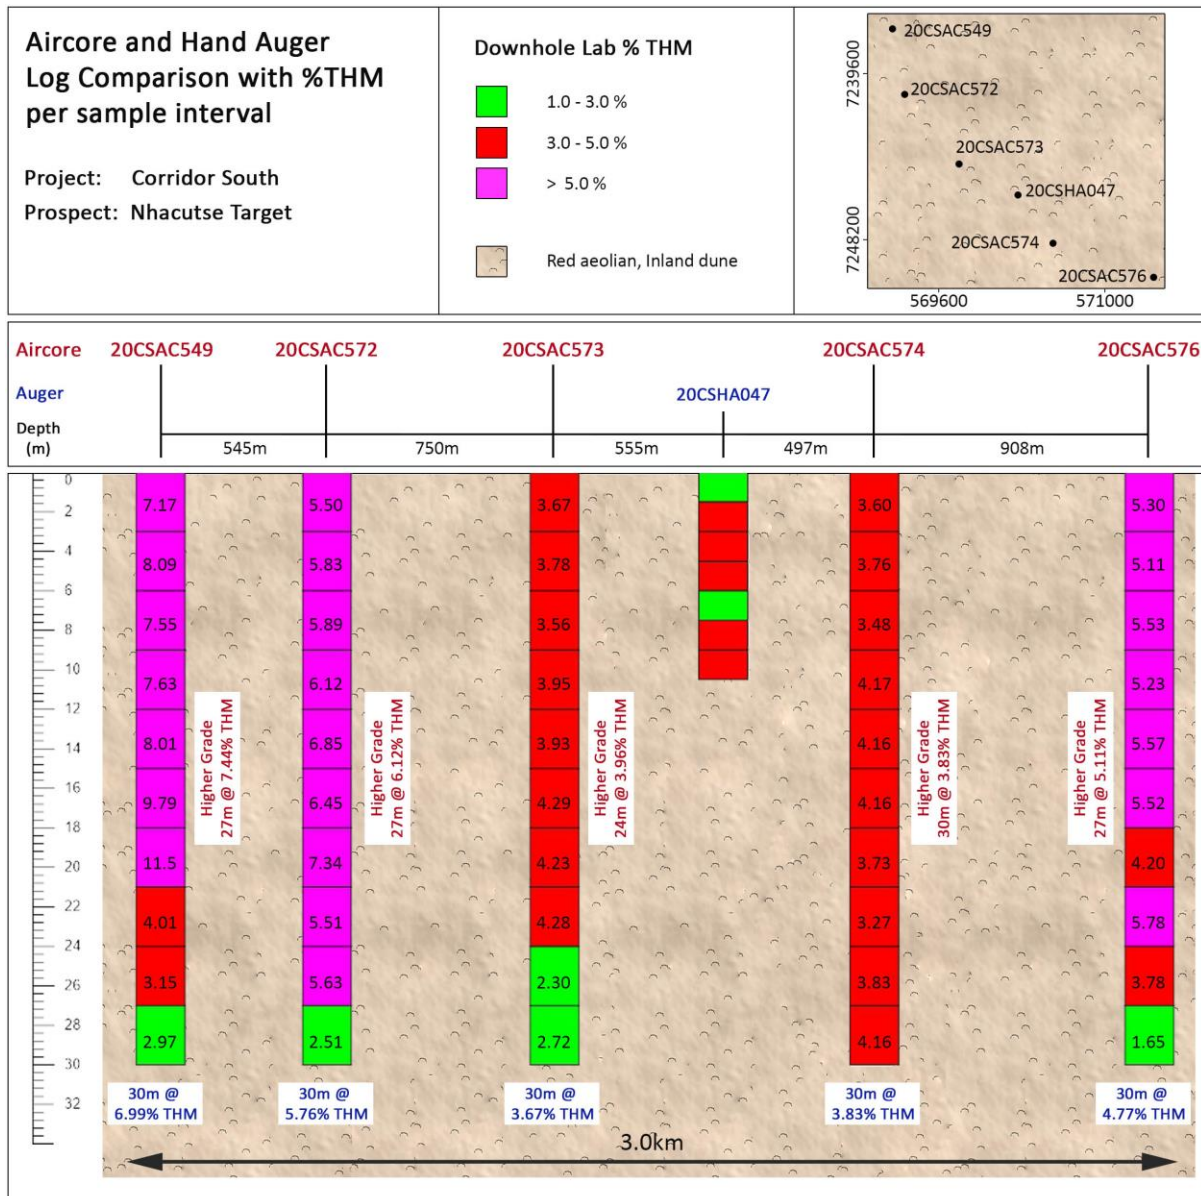 Aircore and Hand Auger
Log Comparison with %THM
per sample interval
Project: Corridor South
Prospect: Nhacutse Target
Downhole Lab % THM
1.0 - 3.0 %
3.0 - 5.0 %
> 5.0 %
Red aeolian, Inland dune
7239600
7248200
20CSAC549
20CSAC572
20CSAC573
20CSHA047
20CSAC574
20CSAC576
569600 571000
Aircore 20CSAC549 20CSAC572 20CSAC573 20CSAC574 20CSAC576
Auger 20CSHA047
Depth
(m) 545m 750m 555m 497m 908m
0
7.17 5.50 3.67 3.60 5.30
2
4
8.09 5.83 3.78 3.76 5.11
6
7.55 5.89 3.56 3.48 5.53
8
10
7.63 6.12 3.95 4.17 5.23
12
8.01 6.85 3.93 4.16 5.57
14
16
9.79 6.45 4.29 4.16 5.52
18
11.5 7.34 4.23 3.73 4.20
20
22
4.01 5.51 4.28 3.27 5.78
24
3.15 5.63 2.30 3.83 3.78
26
28
2.97 2.51 2.72 4.16 1.65
30
32
Higher Grade
27m @ 7.44% THM
Higher Grade
27m @ 6.12% THM
Higher Grade
24m @ 3.96% THM
Higher Grade
30m @ 3.83% THM
Higher Grade
27m @ 5.11% THM
30m @
6.99% THM
30m @
5.76% THM
30m @
3.67% THM
30m @
3.83% THM
30m @
4.77% THM
3.0km